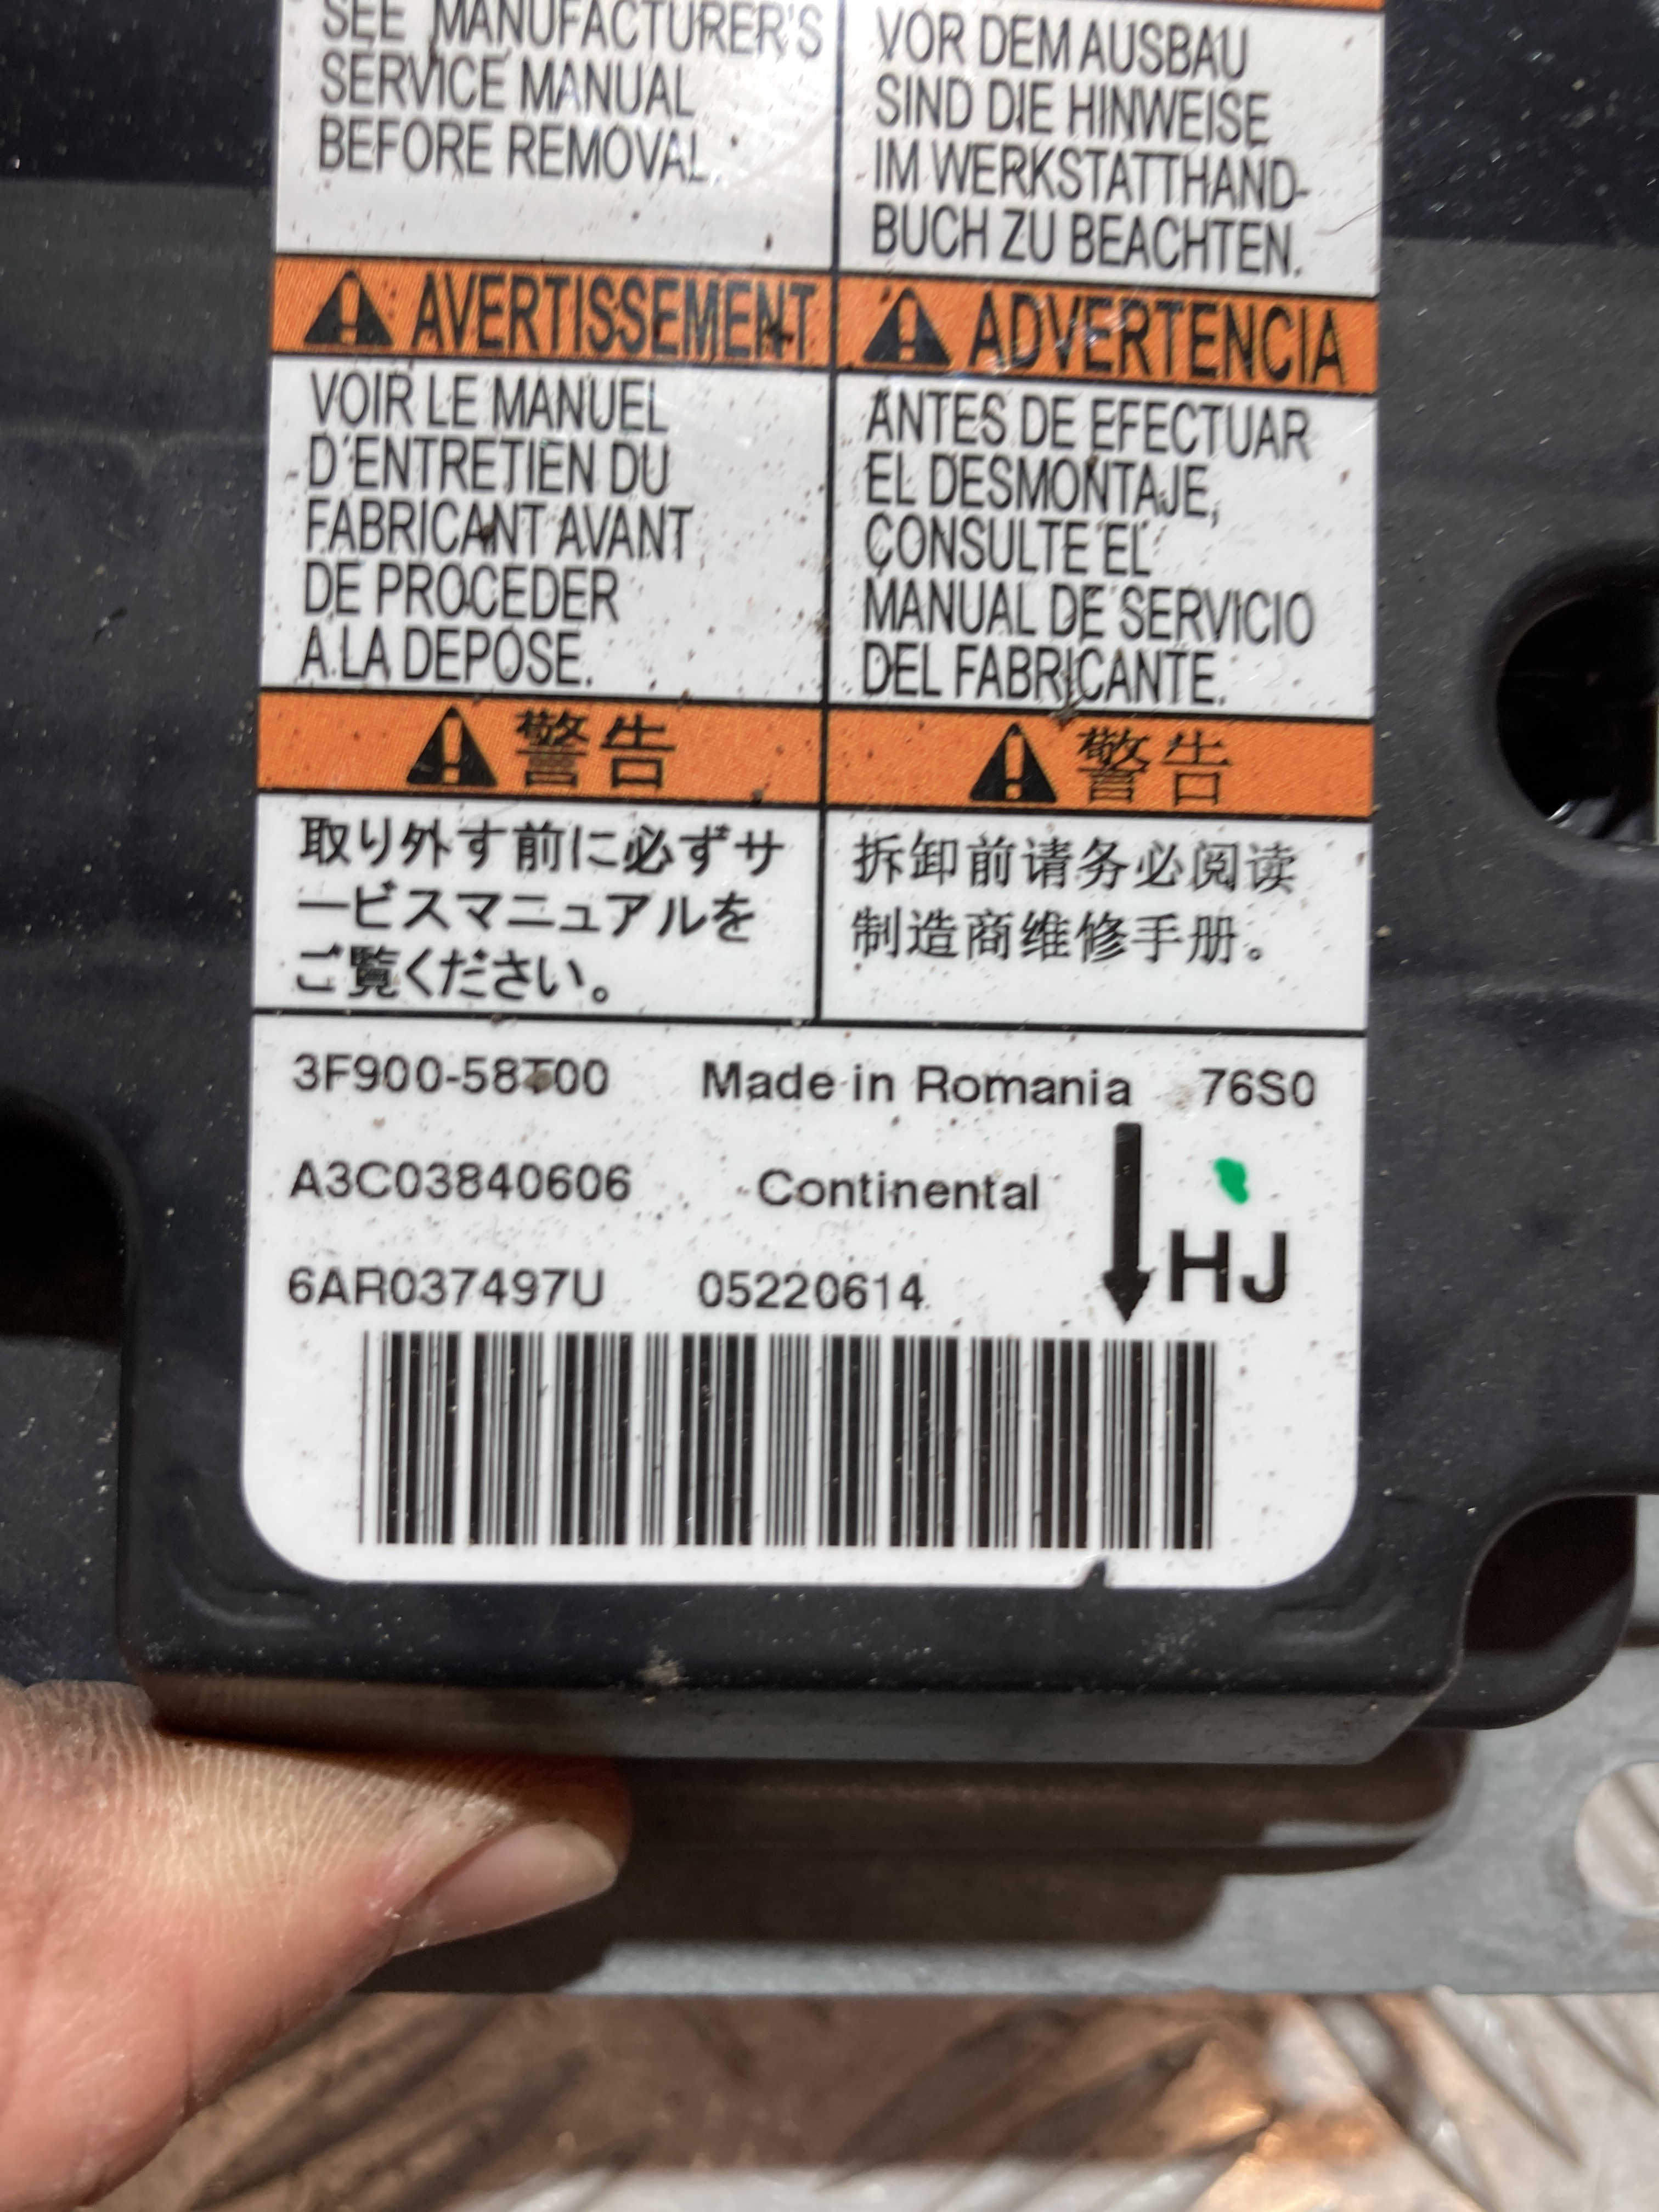 SEE MANUFACTURER'S
SERVICE MANUAL
BEFORE REMOVAL.
VOR DEM AUSBAU
SIND DIE HINWEISE
IM WERKSTATTHAND-
BUCH ZU BEACHTEN.
AVERTISSEMENT
VOIR LE MANUEL
D'ENTRETIEN DU
FABRICANT AVANT
DE PROCEDER
A LA DEPOSE.
ADVERTENCIA
ANTES DE EFECTUAR
EL DESMONTAJE,
CONSULTE EL
MANUAL DE SERVICIO
DEL FABRICANTE.
警告
取り外す前に必ずサ
ービスマニュアルを
ご覧ください。
警告
拆卸前请务必阅读
制造商维修手册。
3F900-58T00 Made in Romania 76S0
A3C03840606 Continental
HJ
6AR037497U 05220614